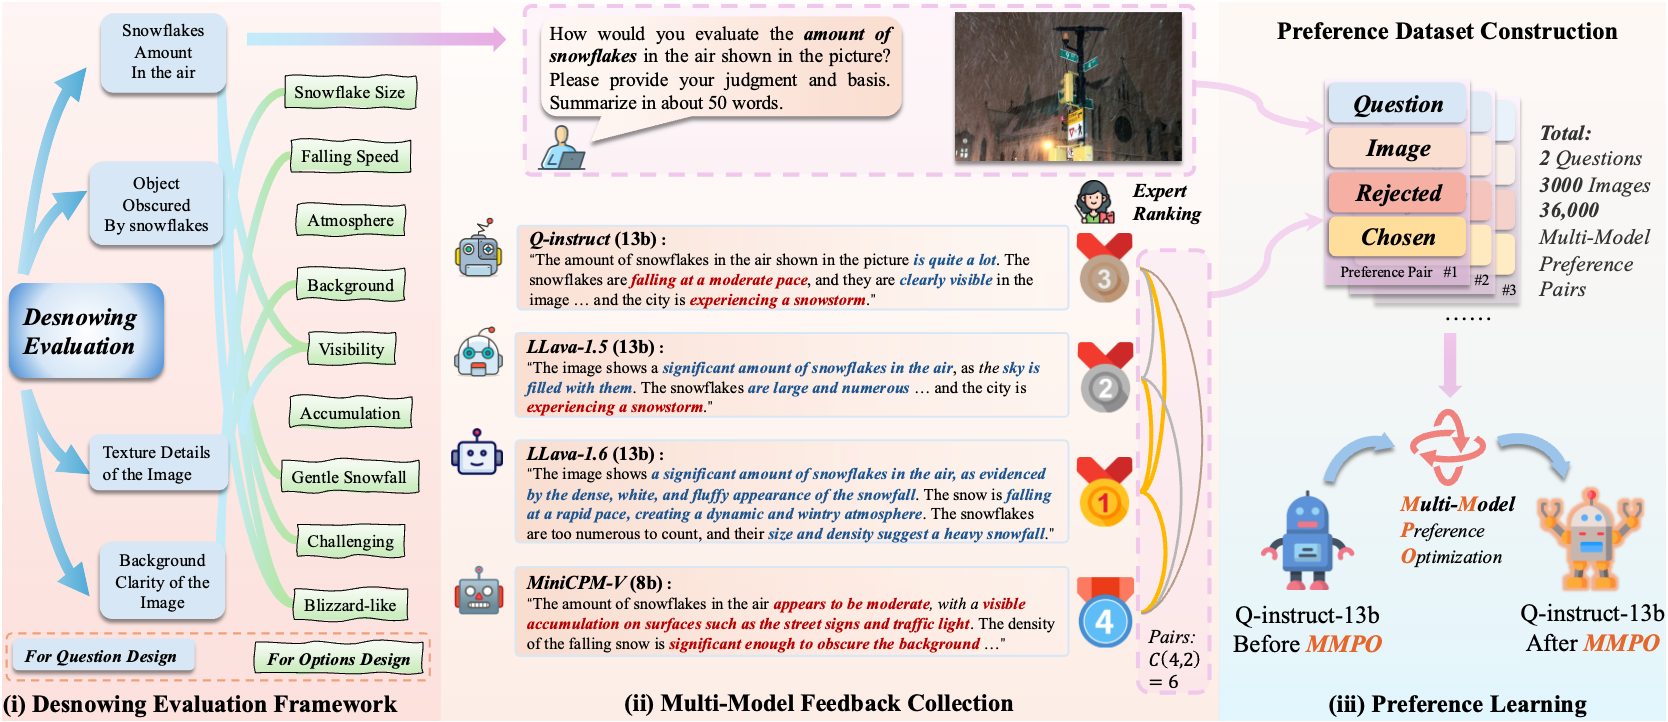 Snowflakes
Amount
In the air
Object
Obscured
By snowflakes
Desnowing
Evaluation
Texture Details
of the Image
Background
Clarity of the
Image
Snowflake Size
Falling Speed
Atmosphere
Background
Visibility
Accumulation
Gentle Snowfall
Challenging
Blizzard-like
For Question Design
For Options Design
(i) Desnowing Evaluation Framework
How would you evaluate the amount of
snowflakes in the air shown in the picture?
Please provide your judgment and basis.
Summarize in about 50 words.
Expert
Ranking
Q-instruct (13b) :
“The amount of snowflakes in the air shown in the picture is quite a lot. The
snowflakes are falling at a moderate pace, and they are clearly visible in the
image … and the city is experiencing a snowstorm."
3
LLava-1.5 (13b) :
“The image shows a significant amount of snowflakes in the air, as the sky is
filled with them. The snowflakes are large and numerous … and the city is
experiencing a snowstorm."
2
LLava-1.6 (13b) :
“The image shows a significant amount of snowflakes in the air, as evidenced
by the dense, white, and fluffy appearance of the snowfall. The snow is falling
at a rapid pace, creating a dynamic and wintry atmosphere. The snowflakes
are too numerous to count, and their size and density suggest a heavy snowfall."
1
MiniCPM-V (8b) :
“The amount of snowflakes in the air appears to be moderate, with a visible
accumulation on surfaces such as the street signs and traffic light. The density
of the falling snow is significant enough to obscure the background …"
4
Pairs:
C(4,2)
= 6
(ii) Multi-Model Feedback Collection
Preference Dataset Construction
Question
Image
Rejected
Chosen
Preference Pair #1
#2
#3
……
Total:
2 Questions
3000 Images
36,000
Multi-Model
Preference
Pairs
Multi-Model
Preference
Optimization
Q-instruct-13b
Before MMPO
Q-instruct-13b
After MMPO
(iii) Preference Learning